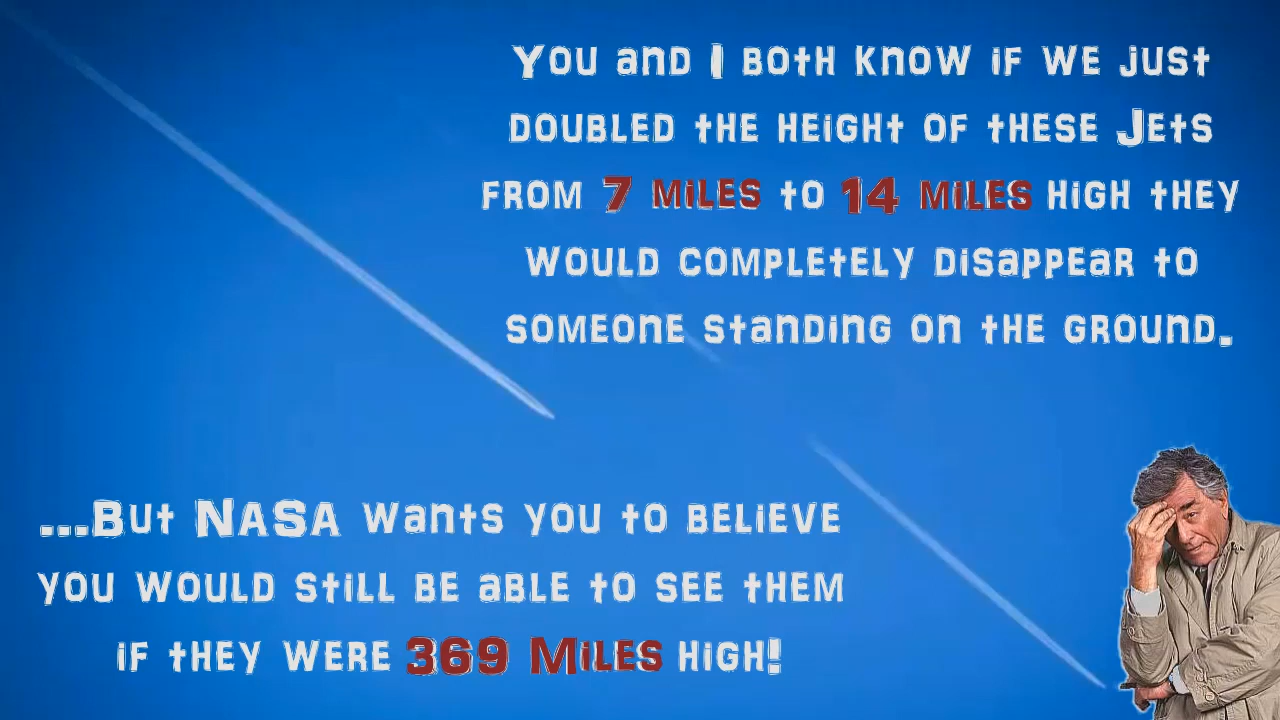 You and I both know if we just
doubled the height of these Jets
from 7 miles to 14 miles high they
would completely disappear to
someone standing on the ground.
...But NASA wants you to believe
you would still be able to see them
if they were 369 Miles high!